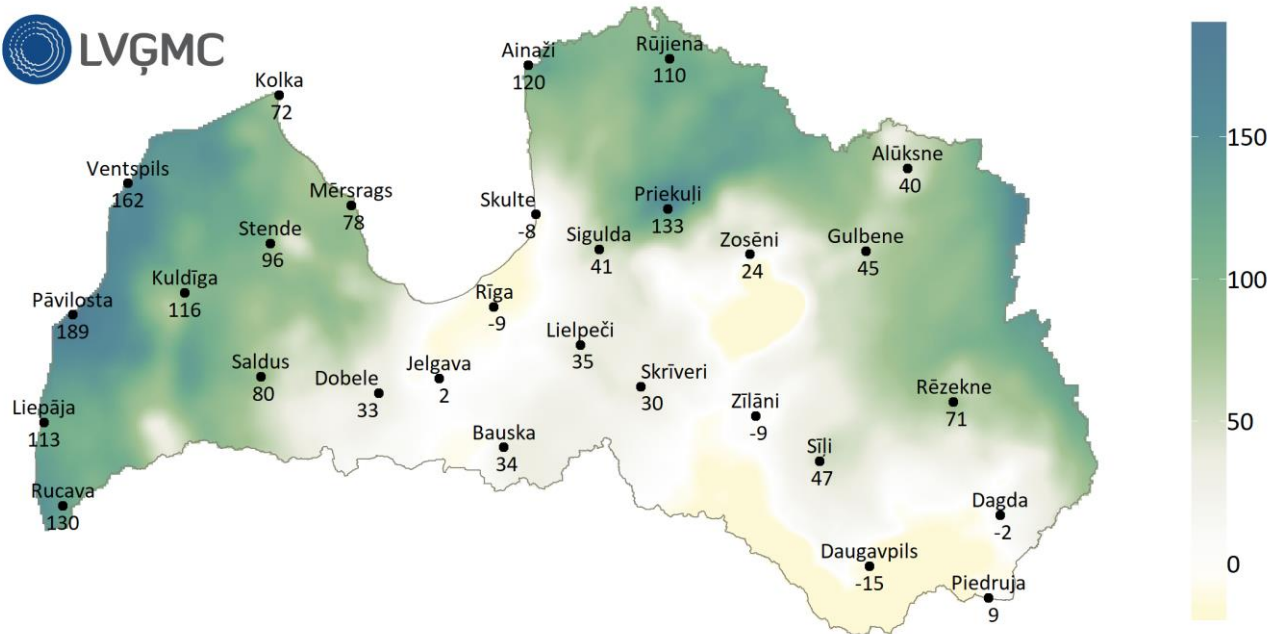 LVĢMC
Ainaži
120
Rūjiena
110
Kolka
72
150
Alūksne
40
Ventspils
162
Mērsrags
78
Skulte
-8
Priekuļi
133
Stende
96
Sigulda
41
Zosēni
24
Gulbene
45
Kuldīga
116
100
Rīga
-9
Pāvilosta
189
Lielpeči
35
Saldus
80
Dobele
33
Jelgava
2
Skrīveri
30
Zīlāni
-9
Rēzekne
71
Liepāja
113
50
Bauska
34
Sīļi
47
Rucava
130
Dagda
-2
0
Daugavpils
-15
Piedruja
9